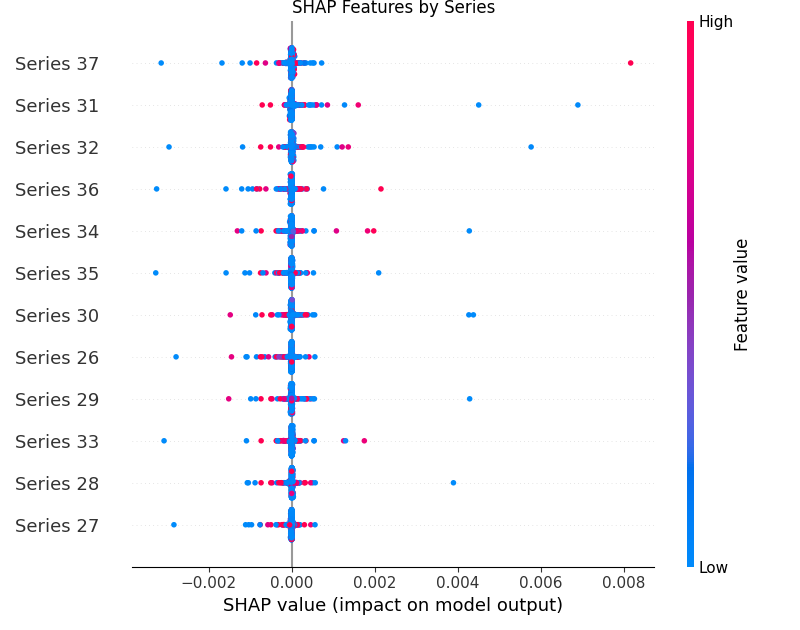 SHAP Features by Series
High
Series 37
Series 31
Series 32
Series 36
Series 34
Series 35
Series 30
Series 26
Series 29
Series 33
Series 28
Series 27
Feature value
Low
−0.002 0.000 0.002 0.004 0.006 0.008
SHAP value (impact on model output)